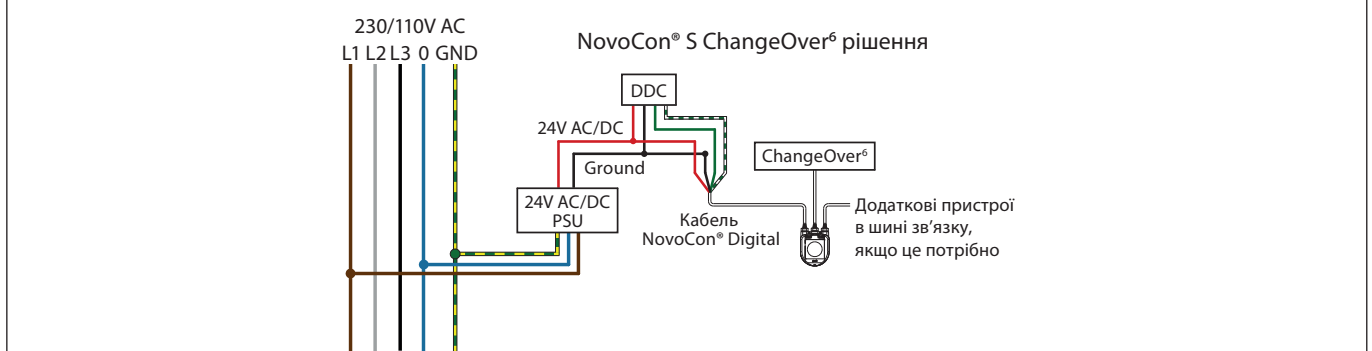 230/110V AC
L1 L2 L3 0 GND
NovoCon® S ChangeOver⁶ рішення
DDC
24V AC/DC
Ground
ChangeOver⁶
24V AC/DC
PSU
Кабель
NovoCon® Digital
Додаткові пристрої
в шині зв’язку,
якщо це потрібно